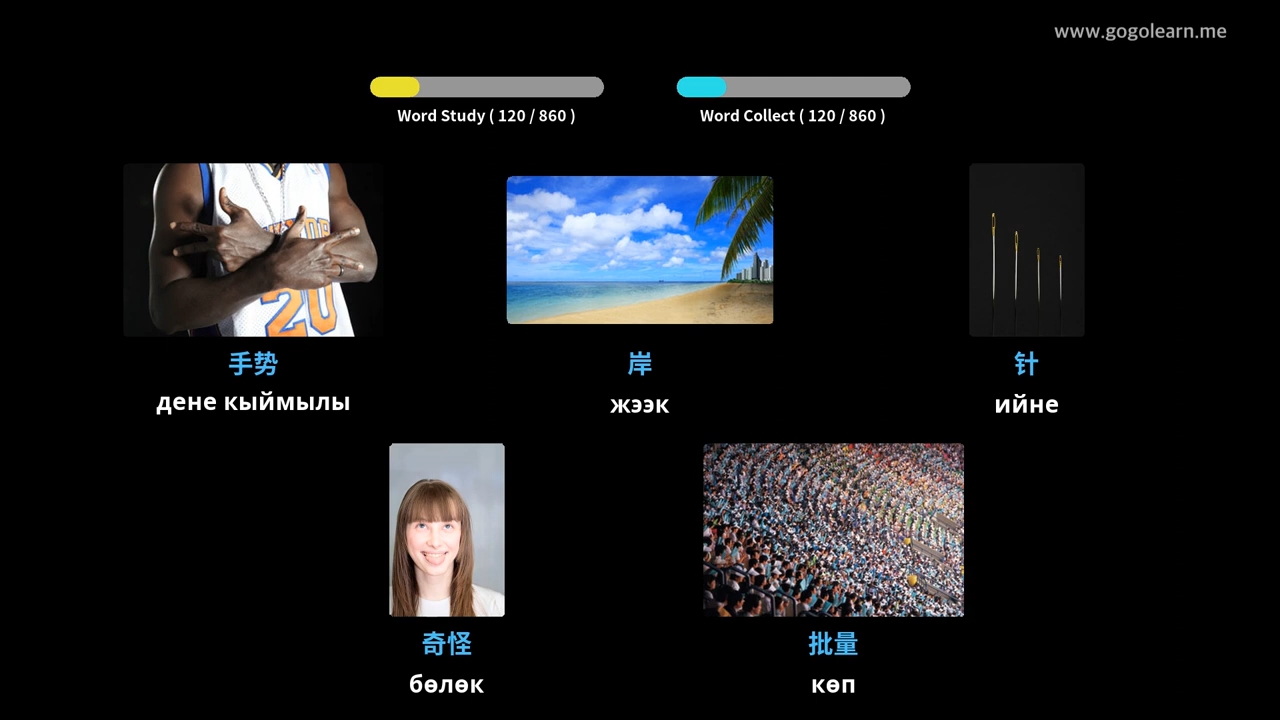 www.gogolearn.me
Word Study ( 120 / 860 )
Word Collect ( 120 / 860 )
20
手势
дене кыймылы
岸
жээк
针
ийне
奇怪
бөлөк
批量
көп